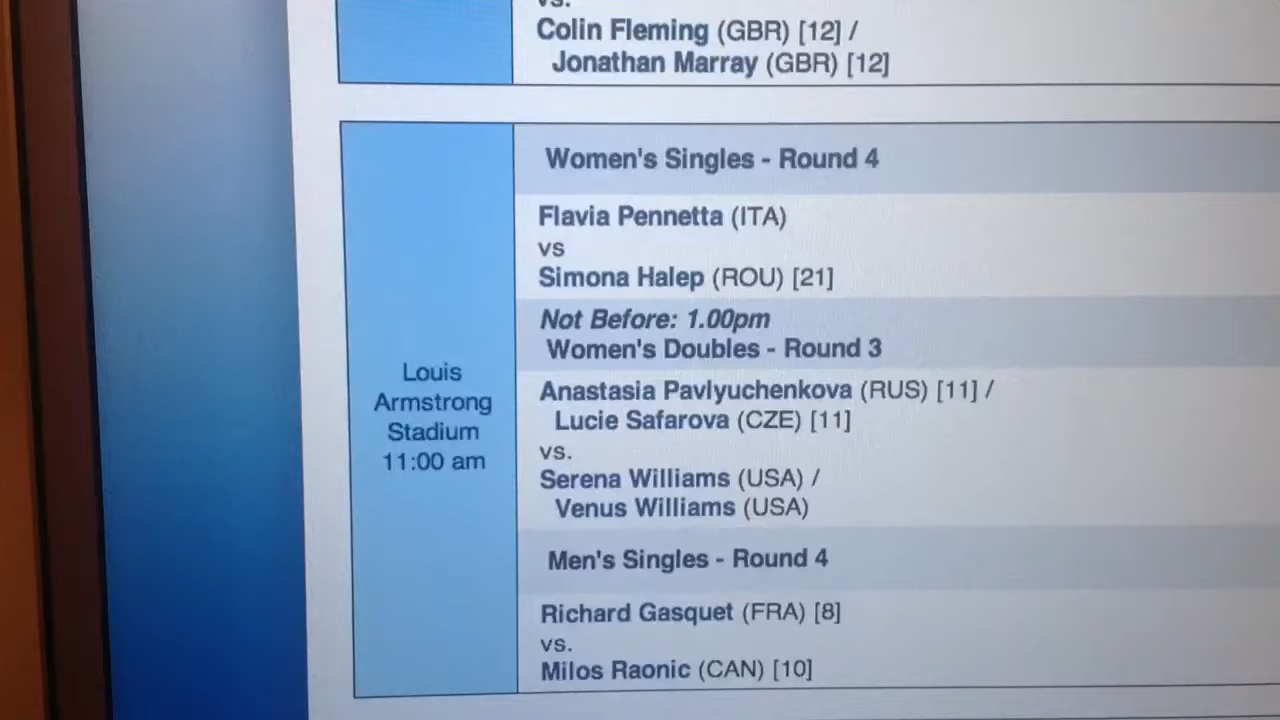 vs.
Colin Fleming (GBR) [12] /
Jonathan Marray (GBR) [12]
Women's Singles - Round 4
Flavia Pennetta (ITA)
vs
Simona Halep (ROU) [21]
Not Before: 1.00pm
Women's Doubles - Round 3
Anastasia Pavlyuchenkova (RUS) [11] /
Lucie Safarova (CZE) [11]
vs.
Serena Williams (USA) /
Venus Williams (USA)
Men's Singles - Round 4
Richard Gasquet (FRA) [8]
vs.
Milos Raonic (CAN) [10]
Louis
Armstrong
Stadium
11:00 am